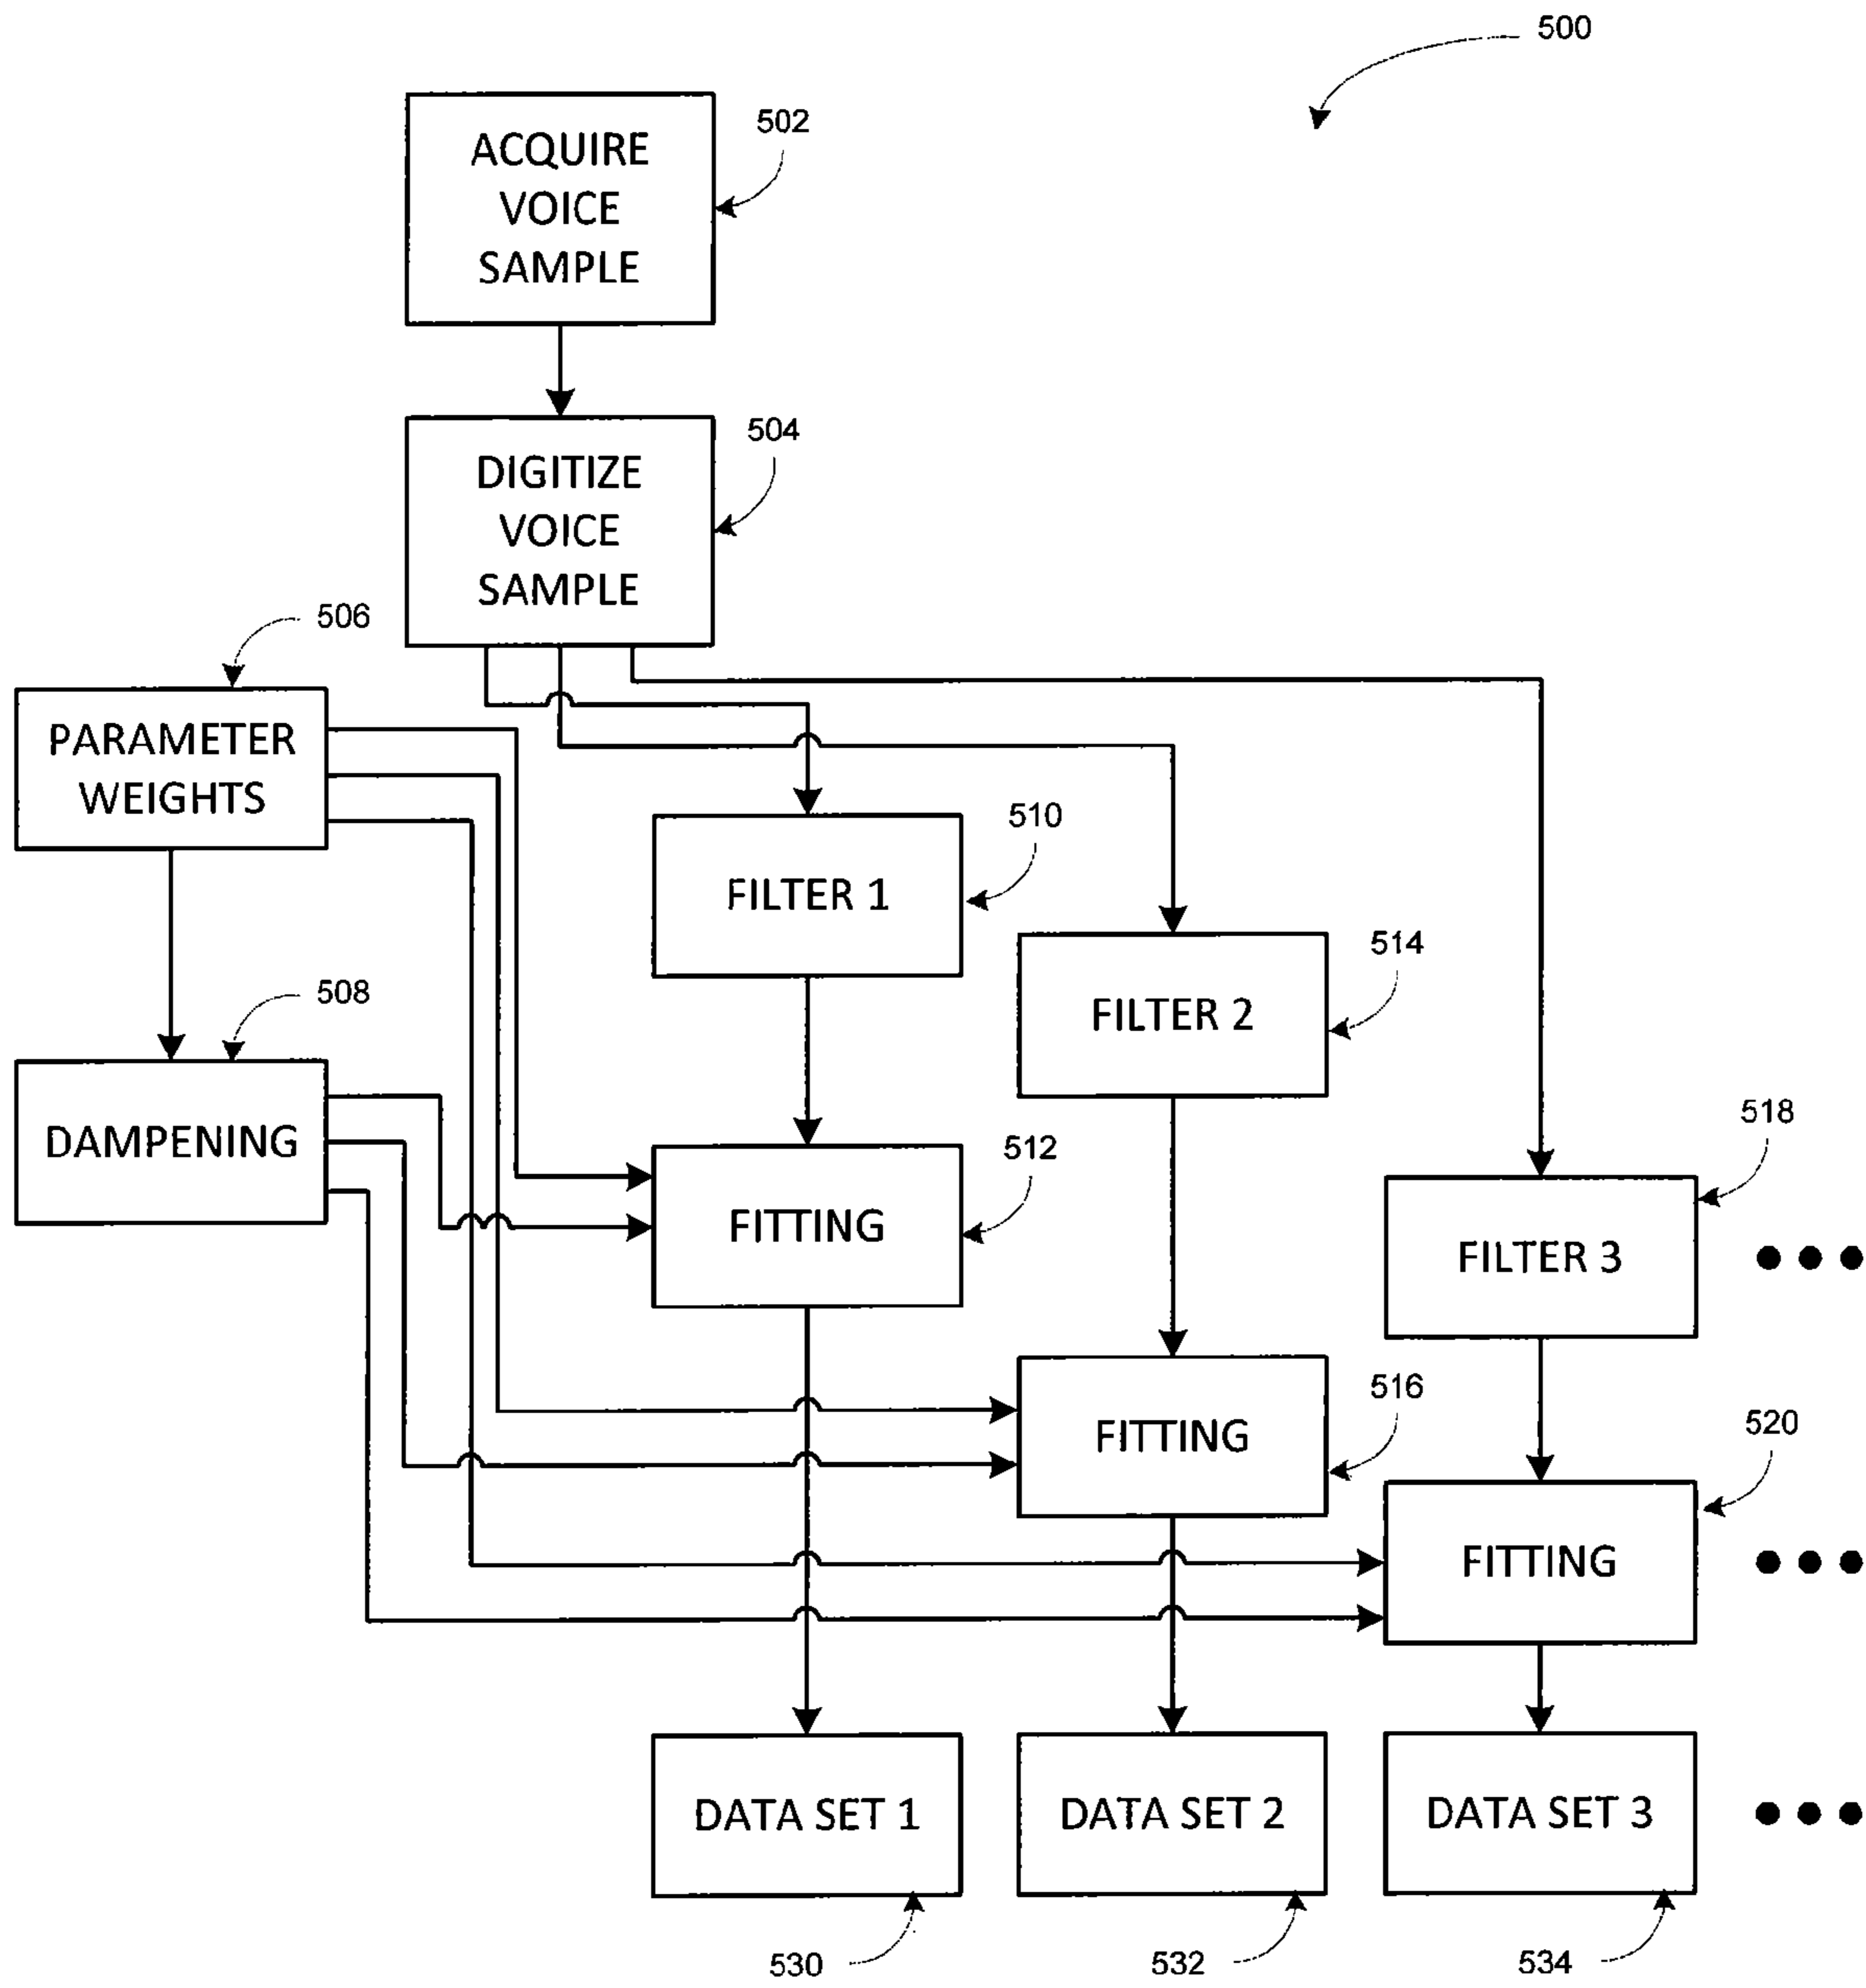 500
502
ACQUIRE
VOICE
SAMPLE
504
DIGITIZE
VOICE
SAMPLE
506
PARAMETER
WEIGHTS
510
FILTER 1
514
FILTER 2
508
DAMPENING
518
FILTER 3
512
FITTING
516
FITTING
520
FITTING
DATA SET 1
DATA SET 2
DATA SET 3
530
532
534